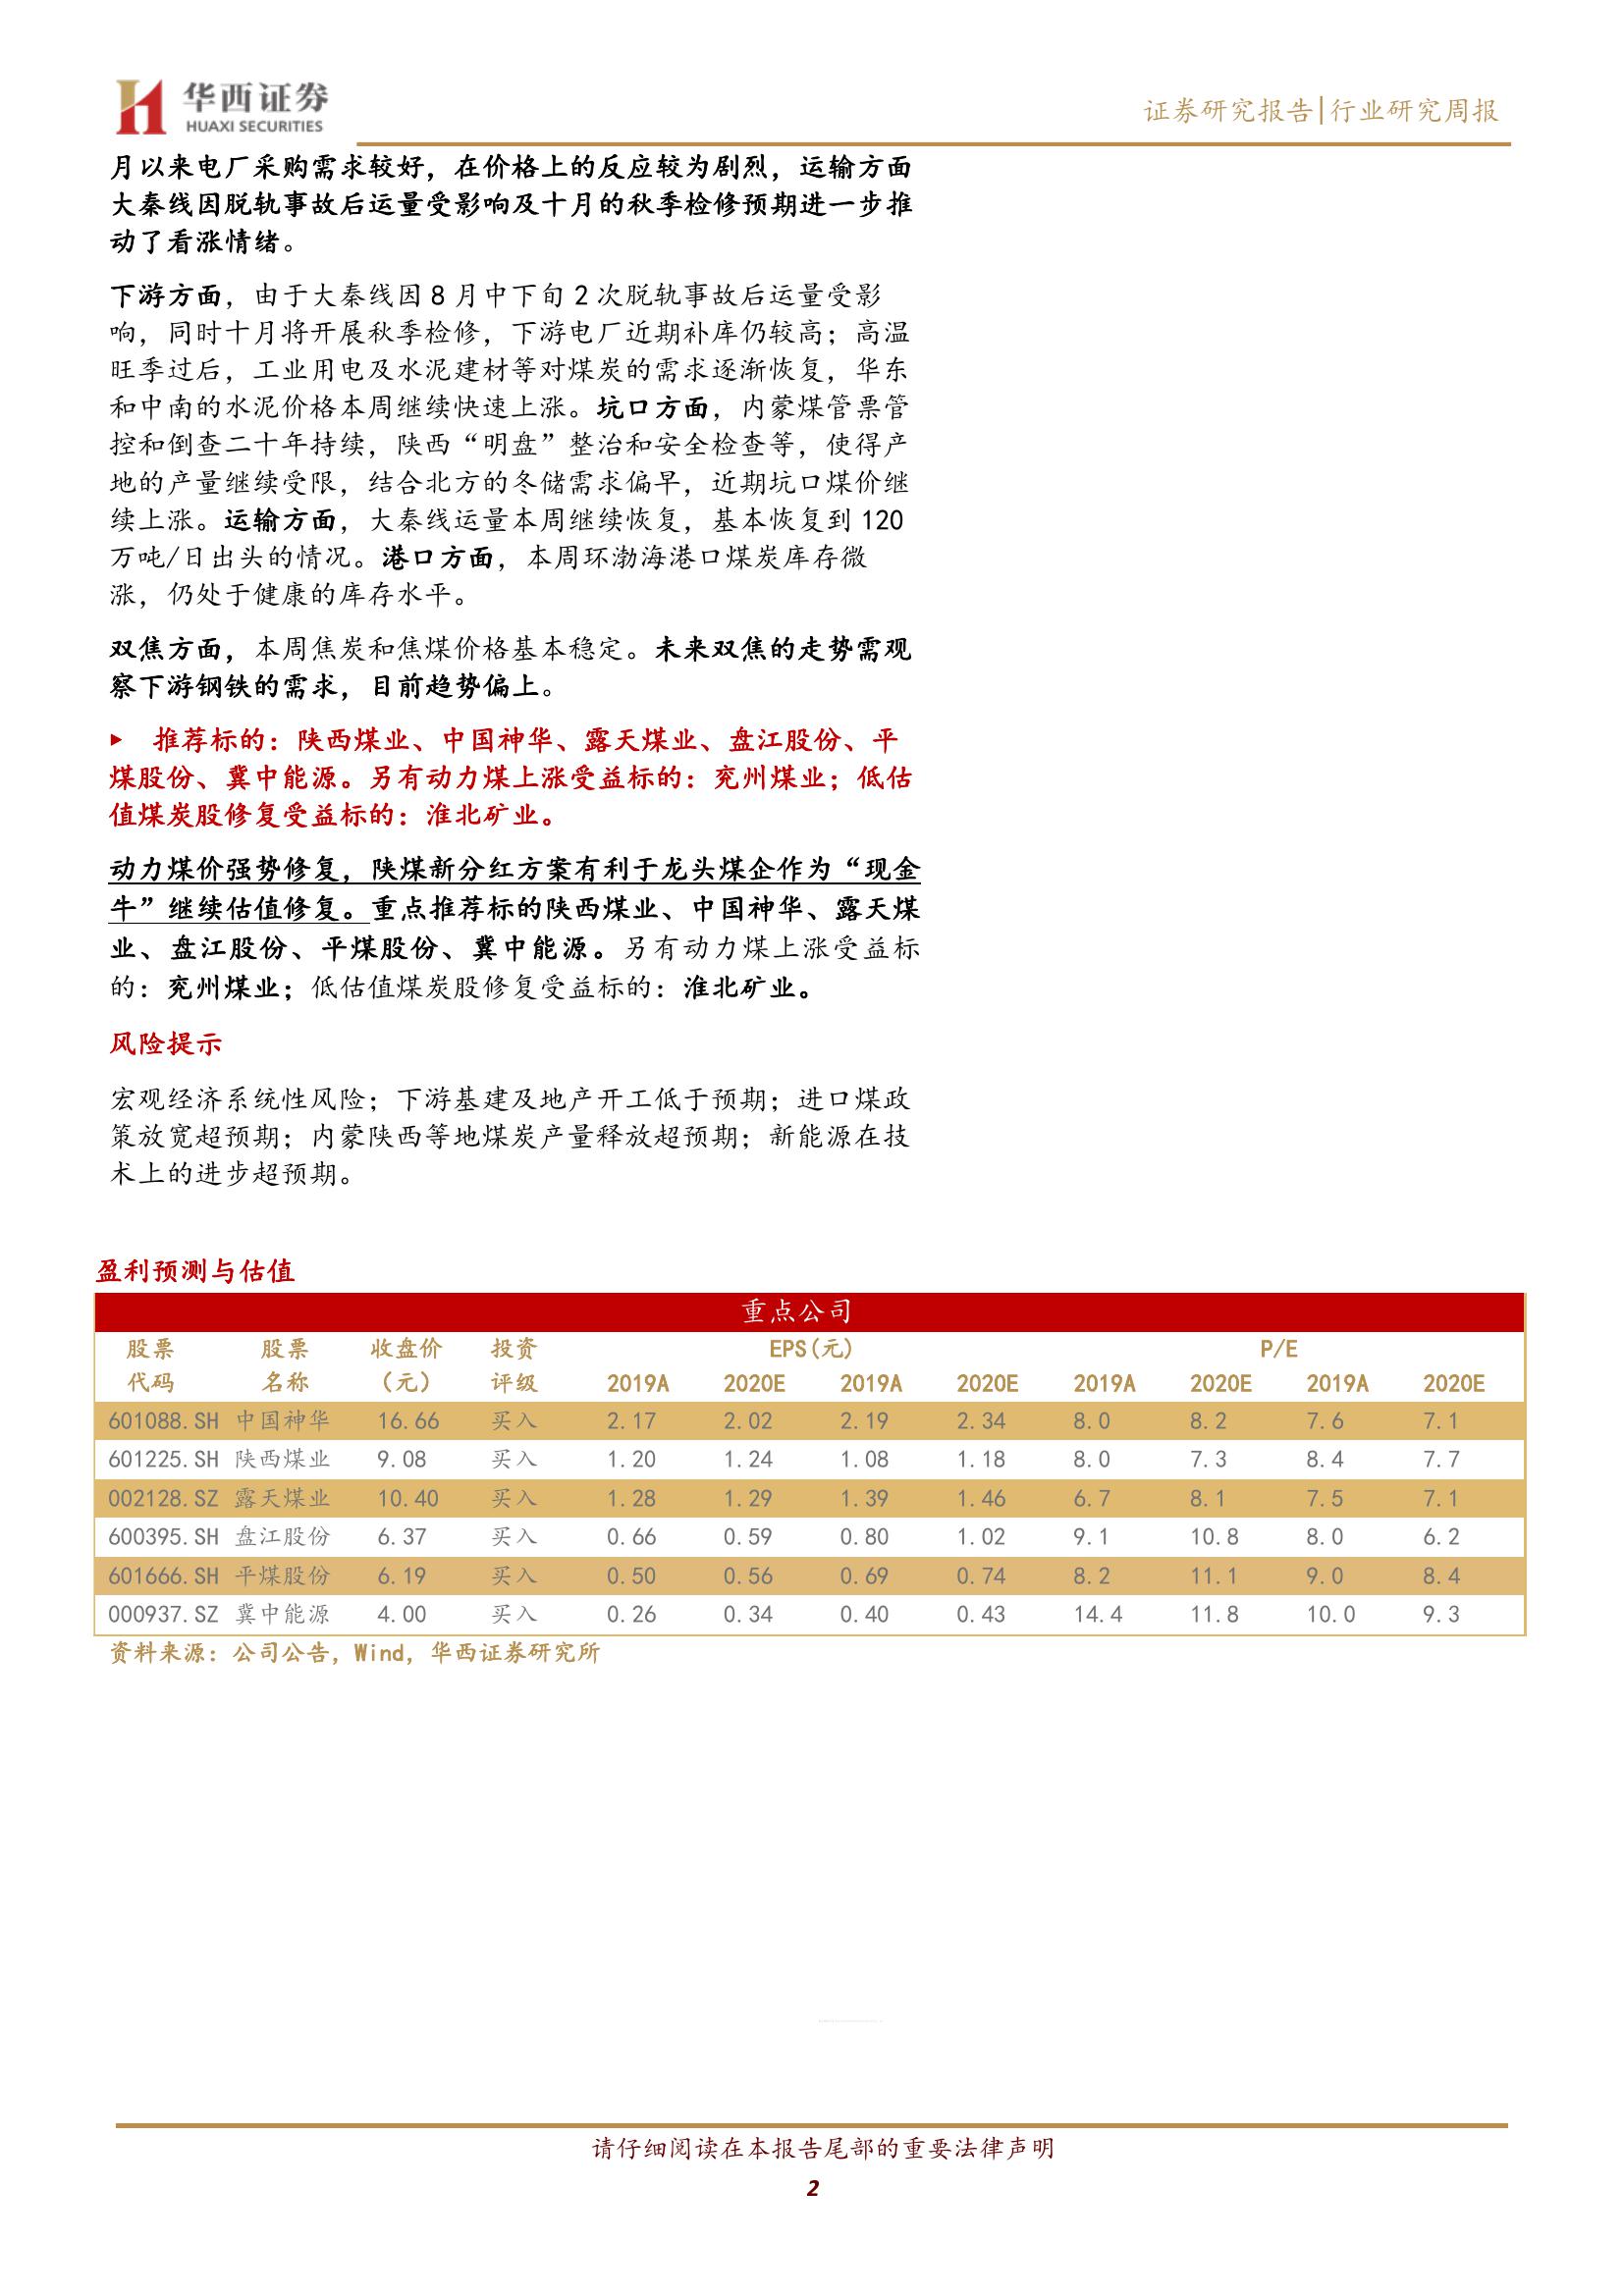 华西证券
HUAXI SECURITIES
证券研究报告|行业研究周报
月以来电厂采购需求较好，在价格上的反应较为剧烈，运输方面
大秦线因脱轨事故后运量受影响及十月的秋季检修预期进一步推
动了看涨情绪。
下游方面，由于大秦线因 8 月中下旬 2 次脱轨事故后运量受影
响，同时十月将开展秋季检修，下游电厂近期补库仍较高；高温
旺季过后，工业用电及水泥建材等对煤炭的需求逐渐恢复，华东
和中南的水泥价格本周继续快速上涨。坑口方面，内蒙煤管票管
控和倒查二十年持续，陕西“明盘”整治和安全检查等，使得产
地的产量继续受限，结合北方的冬储需求偏早，近期坑口煤价继
续上涨。运输方面，大秦线运量本周继续恢复，基本恢复到 120
万吨/日出头的情况。港口方面，本周环渤海港口煤炭库存微
涨，仍处于健康的库存水平。
双焦方面，本周焦炭和焦煤价格基本稳定。未来双焦的走势需观
察下游钢铁的需求，目前趋势偏上。
▶ 推荐标的：陕西煤业、中国神华、露天煤业、盘江股份、平
煤股份、冀中能源。另有动力煤上涨受益标的：兖州煤业；低估
值煤炭股修复受益标的：淮北矿业。
动力煤价强势修复，陕煤新分红方案有利于龙头煤企作为“现金
牛”继续估值修复。重点推荐标的陕西煤业、中国神华、露天煤
业、盘江股份、平煤股份、冀中能源。另有动力煤上涨受益标
的：兖州煤业；低估值煤炭股修复受益标的：淮北矿业。
风险提示
宏观经济系统性风险；下游基建及地产开工低于预期；进口煤政
策放宽超预期；内蒙陕西等地煤炭产量释放超预期；新能源在技
术上的进步超预期。
盈利预测与估值
重点公司
股票 股票 收盘价 投资 EPS(元) P/E
代码 名称 （元） 评级 2019A 2020E 2019A 2020E 2019A 2020E 2019A 2020E
601088.SH 中国神华 16.66 买入 2.17 2.02 2.19 2.34 8.0 8.2 7.6 7.1
601225.SH 陕西煤业 9.08 买入 1.20 1.24 1.08 1.18 8.0 7.3 8.4 7.7
002128.SZ 露天煤业 10.40 买入 1.28 1.29 1.39 1.46 6.7 8.1 7.5 7.1
600395.SH 盘江股份 6.37 买入 0.66 0.59 0.80 1.02 9.1 10.8 8.0 6.2
601666.SH 平煤股份 6.19 买入 0.50 0.56 0.69 0.74 8.2 11.1 9.0 8.4
000937.SZ 冀中能源 4.00 买入 0.26 0.34 0.40 0.43 14.4 11.8 10.0 9.3
资料来源：公司公告，Wind，华西证券研究所
请仔细阅读在本报告尾部的重要法律声明
2